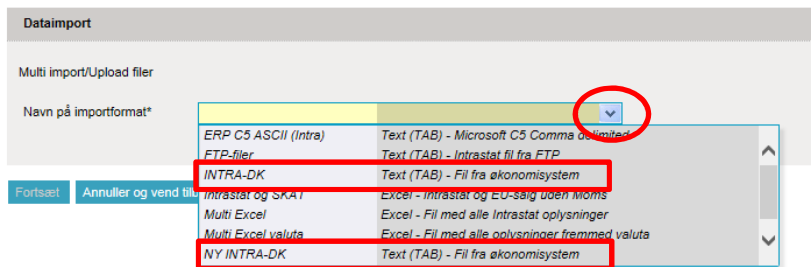 Dataimport
Multi import/Upload filer
Navn på importformat*
ERP C5 ASCII (Intra) Text (TAB) - Microsoft C5 Comma delimited
FTP-filer Text (TAB) - Intrastat fil fra FTP
INTRA-DK Text (TAB) - Fil fra økonomisystem
Fortsæt Annuller og vend Intrastat og SKAT Excel - Intrastat og EU-salg uden Moms
Multi Excel Excel - Fil med alle Intrastat oplysninger
Multi Excel valuta Excel - Fil med alle oplysninger fremmed valuta
NY INTRA-DK Text (TAB) - Fil fra økonomisystem